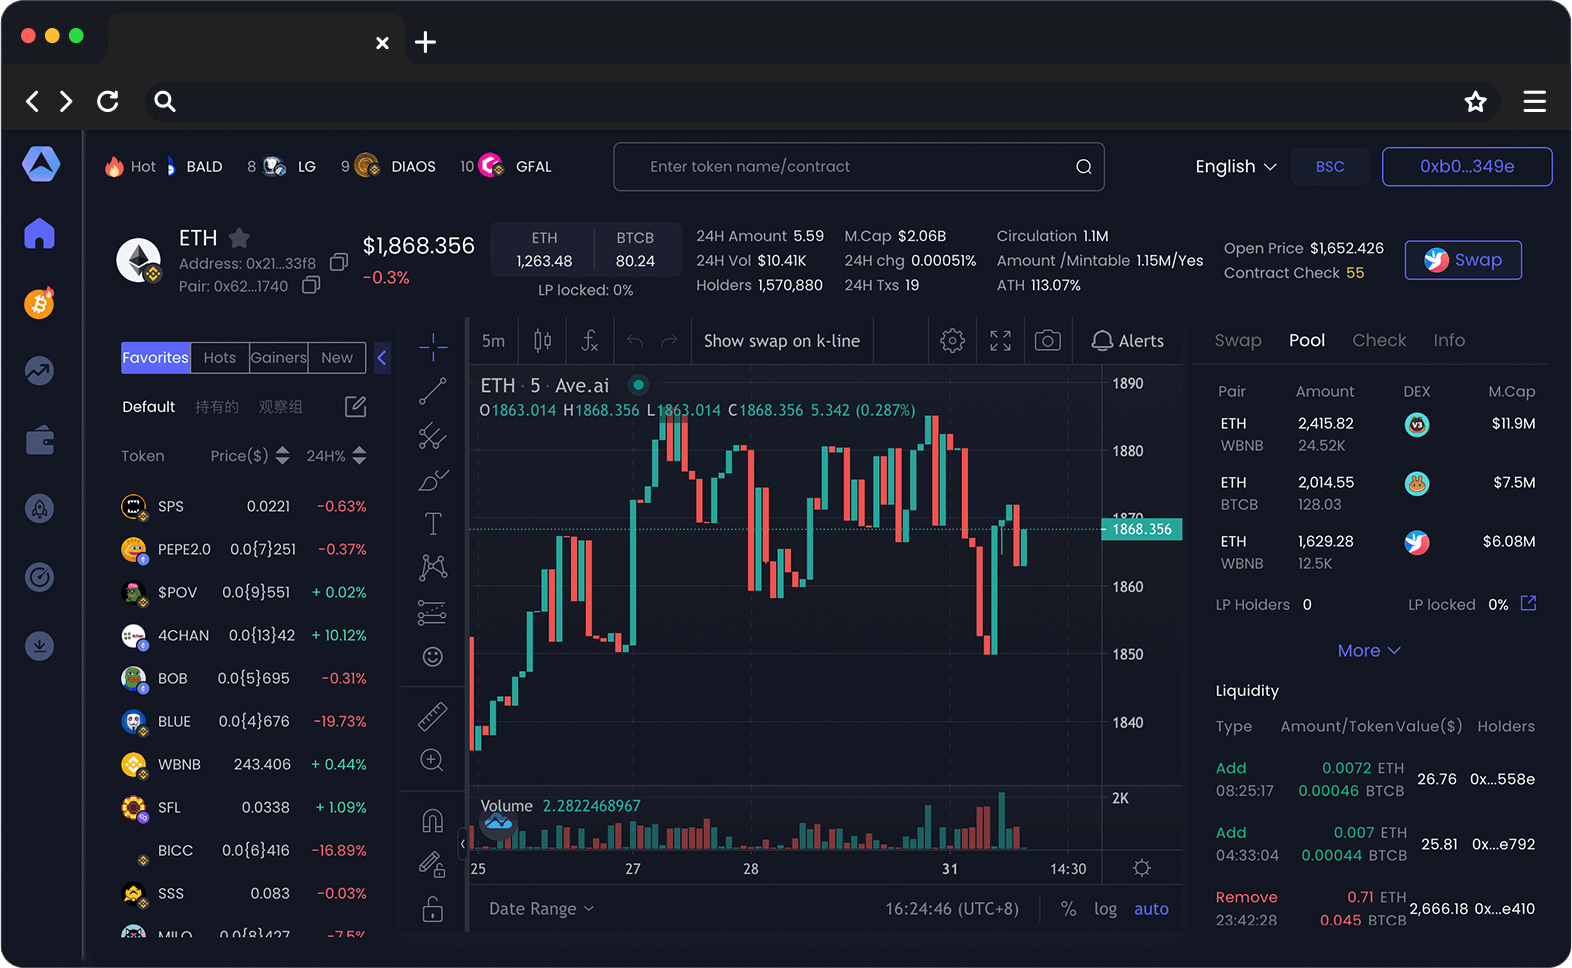 Hot BALD 8 LG 9 DIAOS 10 GFAL
Enter token name/contract
English BSC 0xb0...349e
ETH
Address: 0x21...33f8
Pair: 0x62...1740
$1,868.356
-0.3%
ETH BTCB
1,263.48 80.24
LP locked: 0%
24H Amount 5.59 M.Cap $2.06B Circulation 1.1M
24H Vol $10.41K 24H chg 0.00051% Amount /Mintable 1.15M/Yes
Holders 1,570,880 24H Txs 19 ATH 113.07%
Open Price $1,652.426
Contract Check 55
Swap
Favorites Hots Gainers New
Default 持有的 观察组
Token Price($) 24H%
SPS 0.0221 -0.63%
PEPE2.0 0.0{7}251 -0.37%
$POV 0.0{9}551 + 0.02%
4CHAN 0.0{13}42 + 10.12%
BOB 0.0{5}695 -0.31%
BLUE 0.0{4}676 -19.73%
WBNB 243.406 + 0.44%
SFL 0.0338 + 1.09%
BICC 0.0{6}416 -16.89%
SSS 0.083 -0.03%
MILO 0.0{8}427 -7.5%
5m Show swap on k-line Alerts
ETH · 5 · Ave.ai
O1863.014 H1868.356 L1863.014 C1868.356 5.342 (0.287%)
1890
1880
1870
1868.356
1860
1850
1840
Volume 2.2822468967
2K
25 27 28 31 14:30
Date Range 16:24:46 (UTC+8) % log auto
Swap Pool Check Info
Pair Amount DEX M.Cap
ETH 2,415.82 V3 $11.9M
WBNB 24.52K
ETH 2,014.55 $7.5M
BTCB 128.03
ETH 1,629.28 $6.08M
WBNB 12.5K
LP Holders 0 LP locked 0%
More
Liquidity
Type Amount/Token Value($) Holders
Add 0.0072 ETH 26.76 0x...558e
08:25:17 0.00046 BTCB
Add 0.007 ETH 25.81 0x...e792
04:33:04 0.00044 BTCB
Remove 0.71 ETH 2,666.18 0x...e410
23:42:28 0.045 BTCB